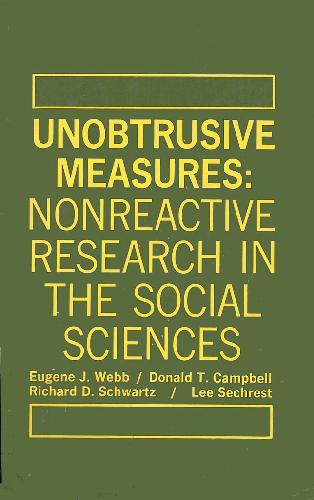 UNOBTRUSIVE
MEASURES:
NONREACTIVE
RESEARCH IN
THE SOCIAL
SCIENCES
Eugene J. Webb / Donald T. Campbell
Richard D. Schwartz / Lee Sechrest